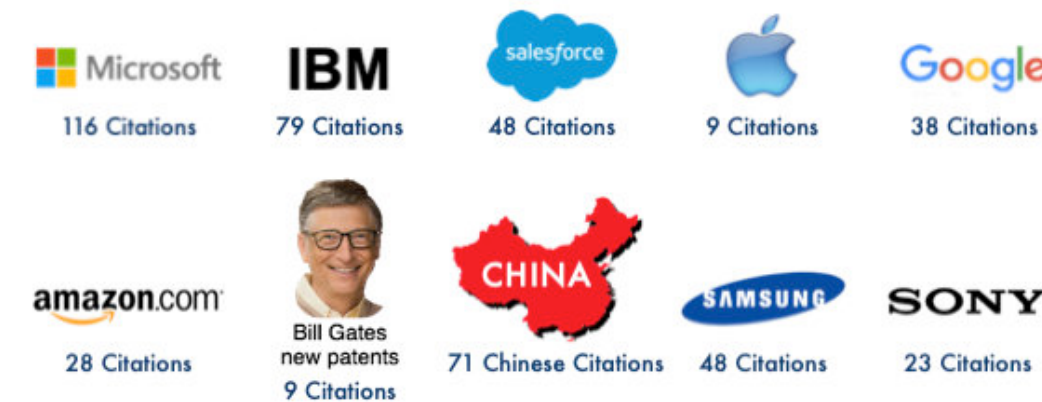 Microsoft IBM salesforce Google
116 Citations 79 Citations 48 Citations 9 Citations 38 Citations
amazon.com CHINA SAMSUNG SONY
Bill Gates
new patents
28 Citations 71 Chinese Citations 48 Citations 23 Citations
9 Citations